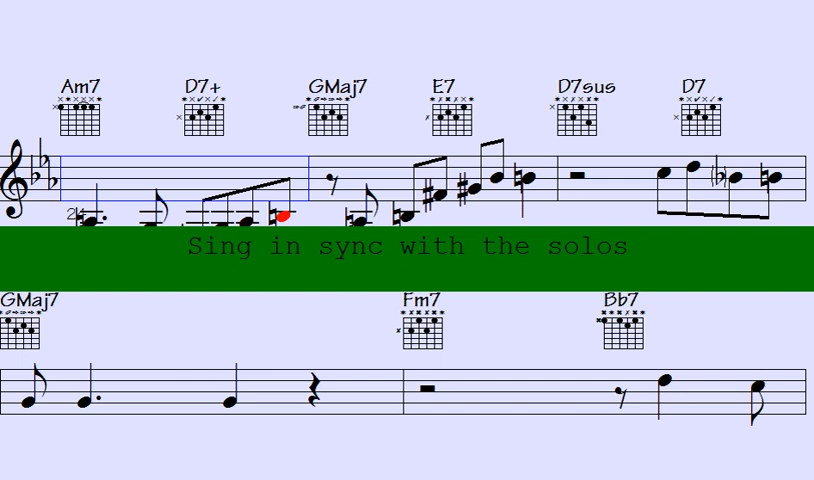 Am7 D7+ GMaj7 E7 D7sus D7
Sing in sync with the solos
GMaj7 Fm7 Bb7